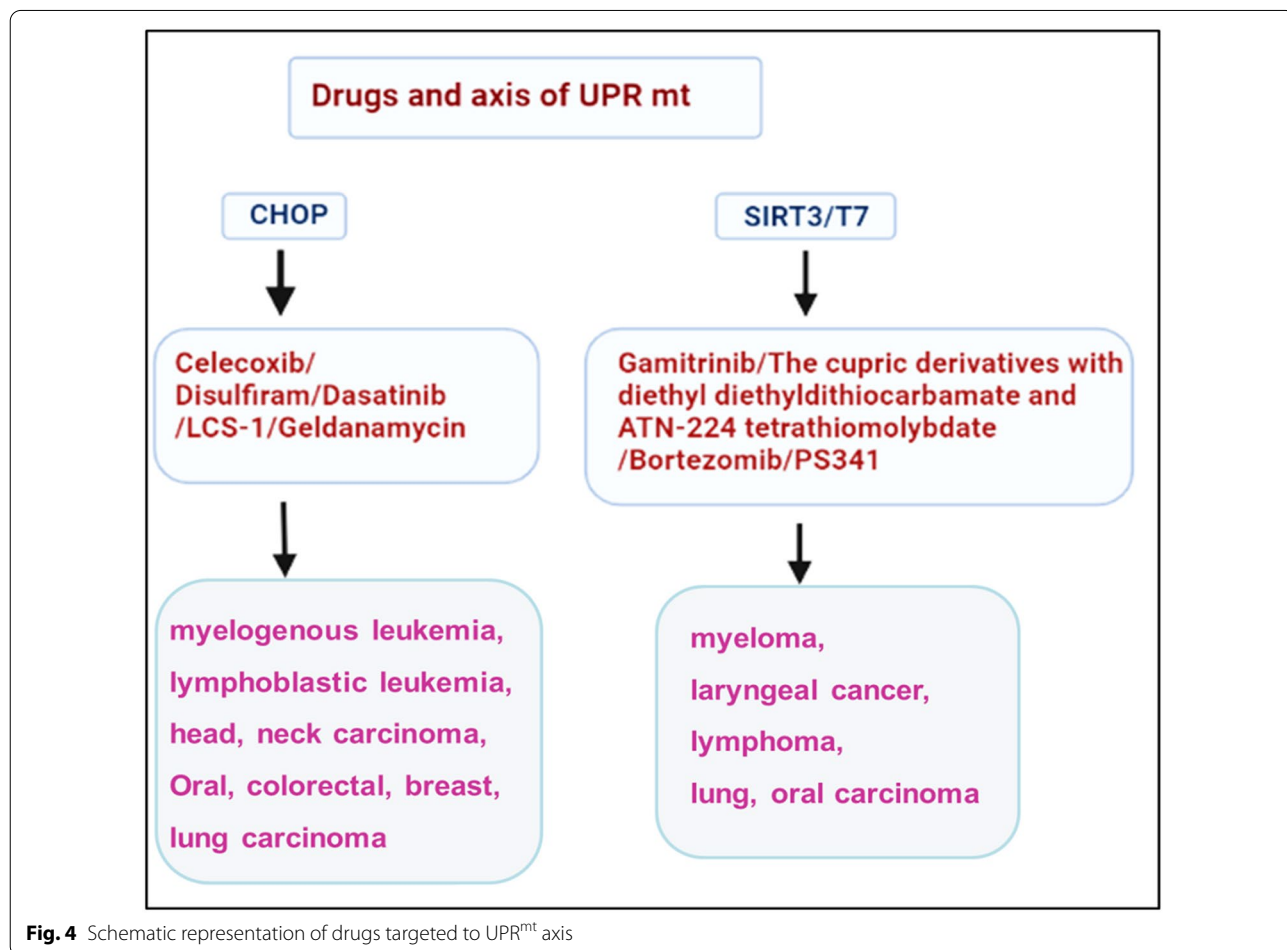 Drugs and axis of UPR mt
CHOP
Celecoxib/
Disulfiram/Dasatinib
/LCS-1/Geldanamycin
myelogenous leukemia,
lymphoblastic leukemia,
head, neck carcinoma,
Oral, colorectal, breast,
lung carcinoma
SIRT3/T7
Gamitrinib/The cupric derivatives with
diethyl diethyldithiocarbamate and
ATN-224 tetrathiomolybdate
/Bortezomib/PS341
myeloma,
laryngeal cancer,
lymphoma,
lung, oral carcinoma
Fig. 4 Schematic representation of drugs targeted to UPRmt axis